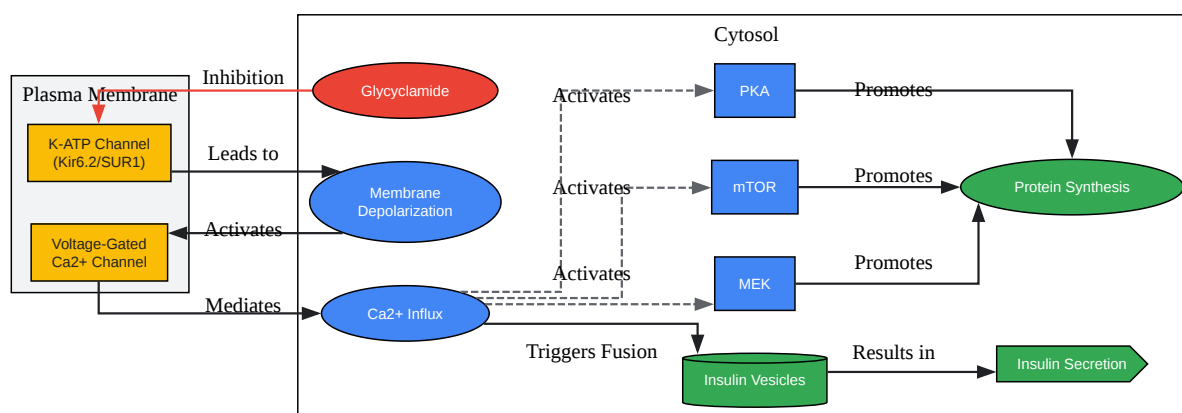 Cytosol
Inhibition
Glycyclamide
Activates
PKA
Promotes
Plasma Membrane
K-ATP Channel
(Kir6.2/SUR1)
Leads to
Membrane
Depolarization
Activates
mTOR
Promotes
Protein Synthesis
Voltage-Gated
Ca2+ Channel
Activates
Activates
MEK
Promotes
Mediates
Ca2+ Influx
Triggers Fusion
Insulin Vesicles
Results in
Insulin Secretion